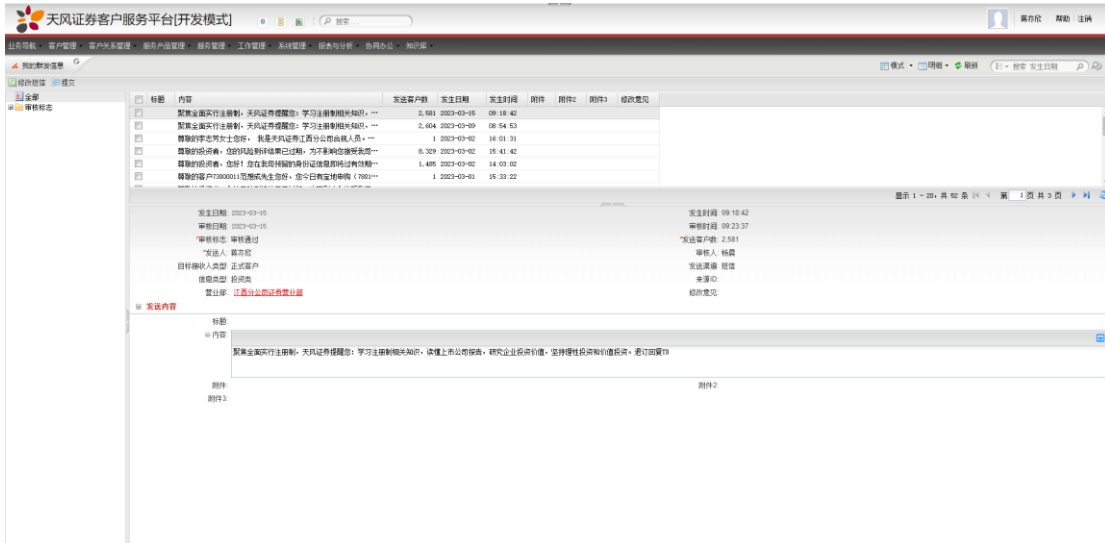 天风证券客户服务平台[开发模式] 搜索... 蒋亦欣 帮助 注销
业务导航 客户管理 客户关系管理 服务产品管理 服务管理 工作管理 系统管理 报表与分析 协同办公 知识库
我的群发信息 模式 明细 刷新 搜索 发生日期
修改短信 提交
全部
审核标志
标题 内容 发送客户数 发生日期 发生时间 附件 附件2 附件3 修改意见
聚焦全面实行注册制，天风证券提醒您：学习注册制相关知识，… 2,581 2023-03-15 09:18:42
聚焦全面实行注册制，天风证券提醒您：学习注册制相关知识，… 2,604 2023-03-09 08:54:53
尊敬的李志芳女士您好， 我是天风证券江西分公司合规人员，… 1 2023-03-02 16:01:31
尊敬的投资者，您的风险测评结果已过期，为不影响您接受我司… 8,329 2023-03-02 15:41:42
尊敬的投资者，您好！您在我司预留的身份证信息即将过有效期… 1,485 2023-03-02 14:03:02
尊敬的客户73000011范想成先生您好，您今日有宝地申购（7801… 1 2023-03-01 15:33:22
显示 1 - 20，共 52 条 第 1 页 共 3 页
发生日期: 2023-03-15 发生时间: 09:18:42
审核日期: 2023-03-15 审核时间: 09:23:37
*审核标志: 审核通过 *发送客户数: 2,581
*发送人: 蒋亦欣 审核人: 杨晨
目标接收人类型: 正式客户 发送渠道: 短信
信息类型: 投资类 来源ID:
营业部: 江西分公司证券营业部 修改意见:
发送内容
标题:
内容:
聚焦全面实行注册制，天风证券提醒您：学习注册制相关知识，读懂上市公司报告，研究企业投资价值，坚持理性投资和价值投资。退订回复TD
附件: 附件2:
附件3: